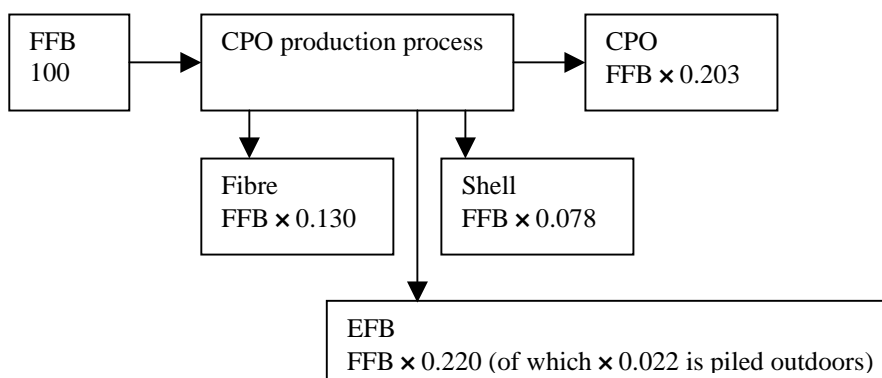 FFB
100
CPO production process
CPO
FFB × 0.203
Fibre
FFB × 0.130
Shell
FFB × 0.078
EFB
FFB × 0.220 (of which × 0.022 is piled outdoors)